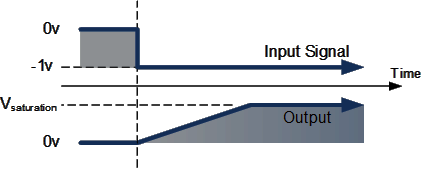 0v
Input Signal
-1v
Time
Vsaturation
Output
0v